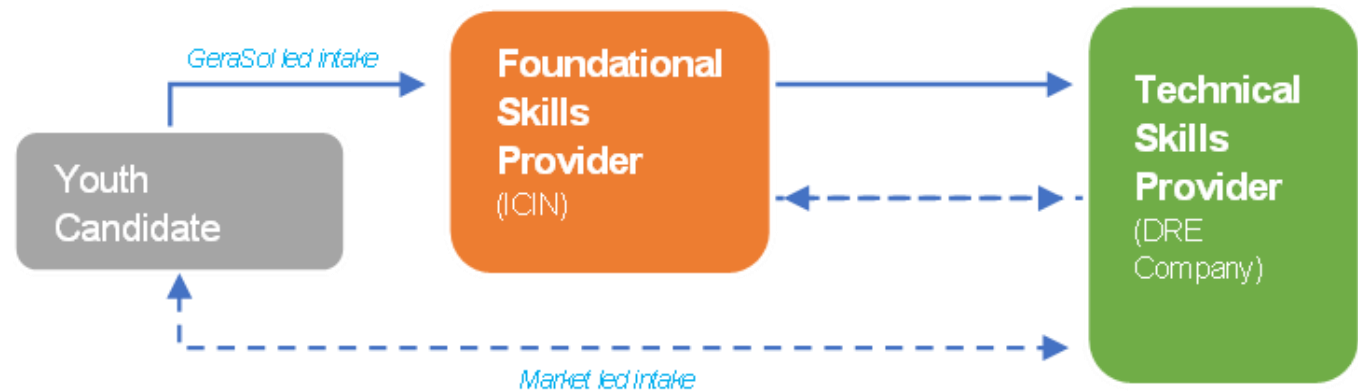 GeraSol led intake
Foundational
Skills
Provider
(ICIN)
Technical
Skills
Provider
(DRE
Company)
Youth
Candidate
Market led intake